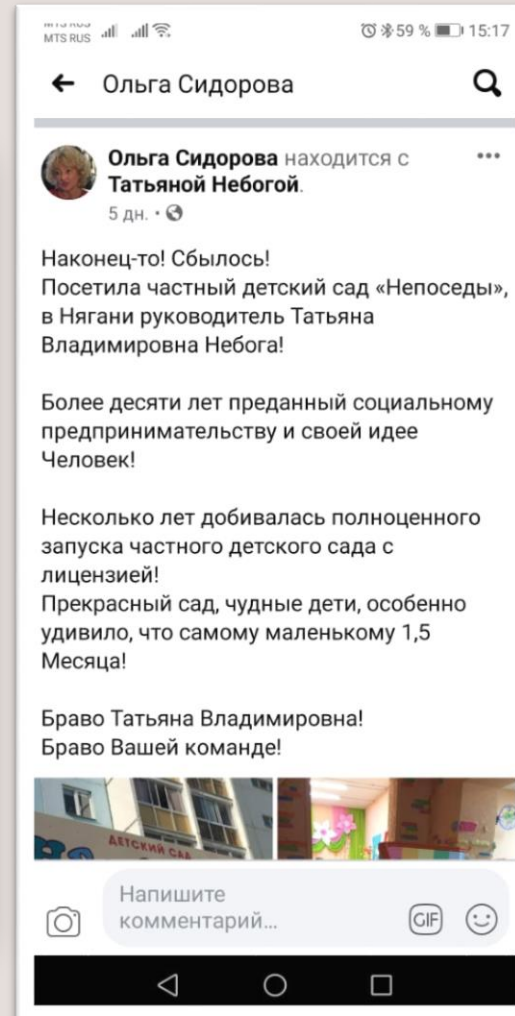 MTS RUS
MTS RUS
59 % 15:17
Ольга Сидорова
Ольга Сидорова находится с
Татьяной Небогой.
5 дн. •
Наконец-то! Сбылось!
Посетила частный детский сад «Непоседы»,
в Нягани руководитель Татьяна
Владимировна Небога!
Более десяти лет преданный социальному
предпринимательству и своей идее
Человек!
Несколько лет добивалась полноценного
запуска частного детского сада с
лицензией!
Прекрасный сад, чудные дети, особенно
удивило, что самому маленькому 1,5
Месяца!
Браво Татьяна Владимировна!
Браво Вашей команде!
ДЕТСКИЙ САД
Напишите
комментарий...
GIF